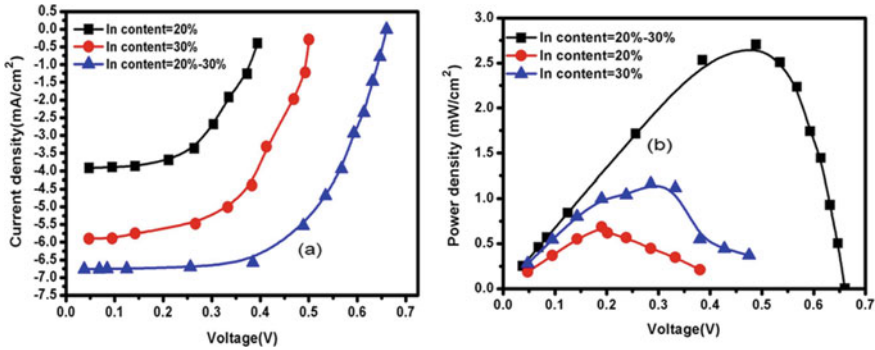 0.0
-0.5
-1.0
-1.5
-2.0
-2.5
-3.0
-3.5
-4.0
-4.5
-5.0
-5.5
-6.0
-6.5
-7.0
-7.5
Current density(mA/cm²)
In content=20%
In content=30%
In content=20%-30%
(a)
0.0 0.1 0.2 0.3 0.4 0.5 0.6 0.7
Voltage(V)
3.0
2.5
2.0
1.5
1.0
0.5
0.0
Power density (mW/cm²)
In content=20%-30%
In content=20%
In content=30%
(b)
0.0 0.1 0.2 0.3 0.4 0.5 0.6 0.7
Voltage(V)